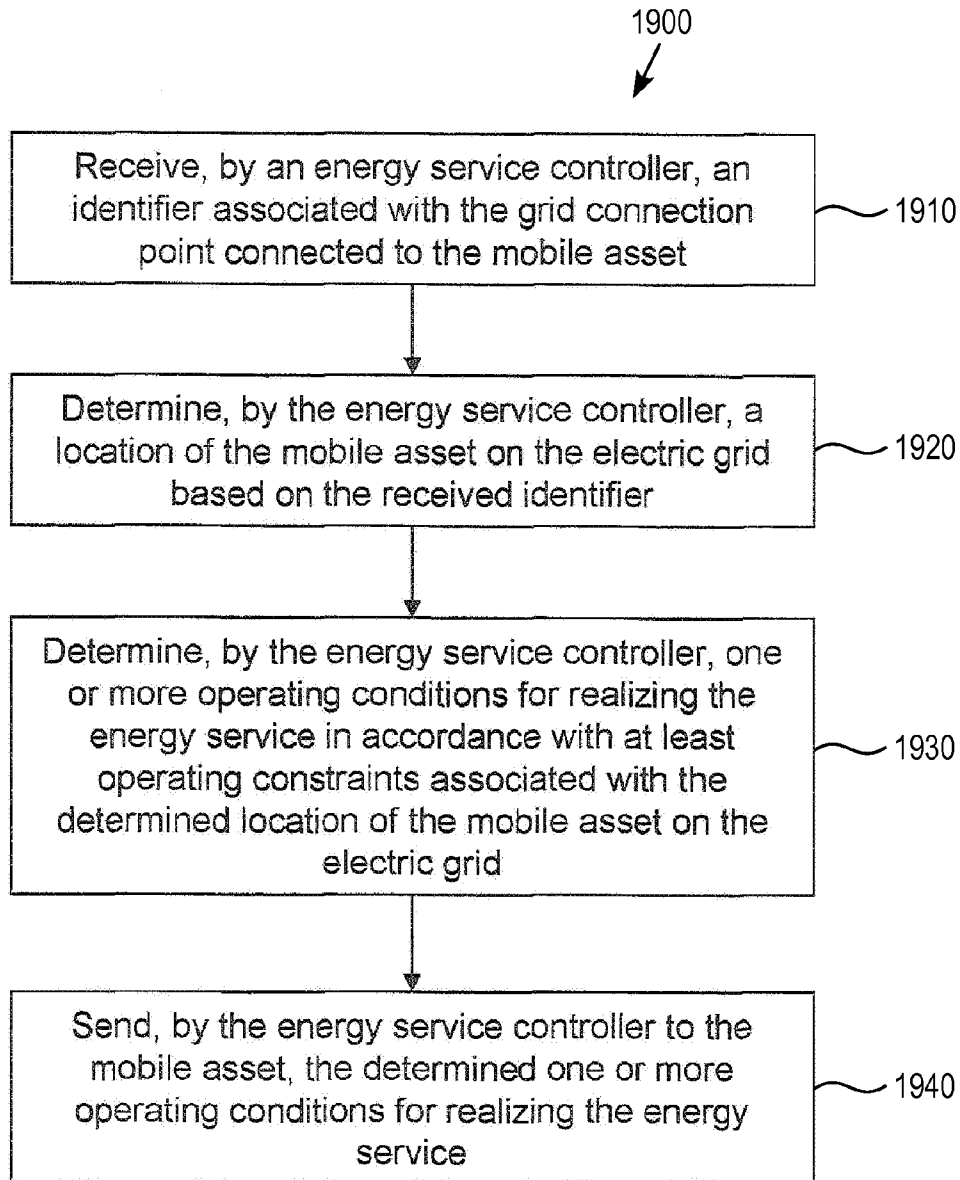 1900
Receive, by an energy service controller, an
identifier associated with the grid connection
point connected to the mobile asset
1910
Determine, by the energy service controller, a
location of the mobile asset on the electric grid
based on the received identifier
1920
Determine, by the energy service controller, one
or more operating conditions for realizing the
energy service in accordance with at least
operating constraints associated with the
determined location of the mobile asset on the
electric grid
1930
Send, by the energy service controller to the
mobile asset, the determined one or more
operating conditions for realizing the energy
service
1940